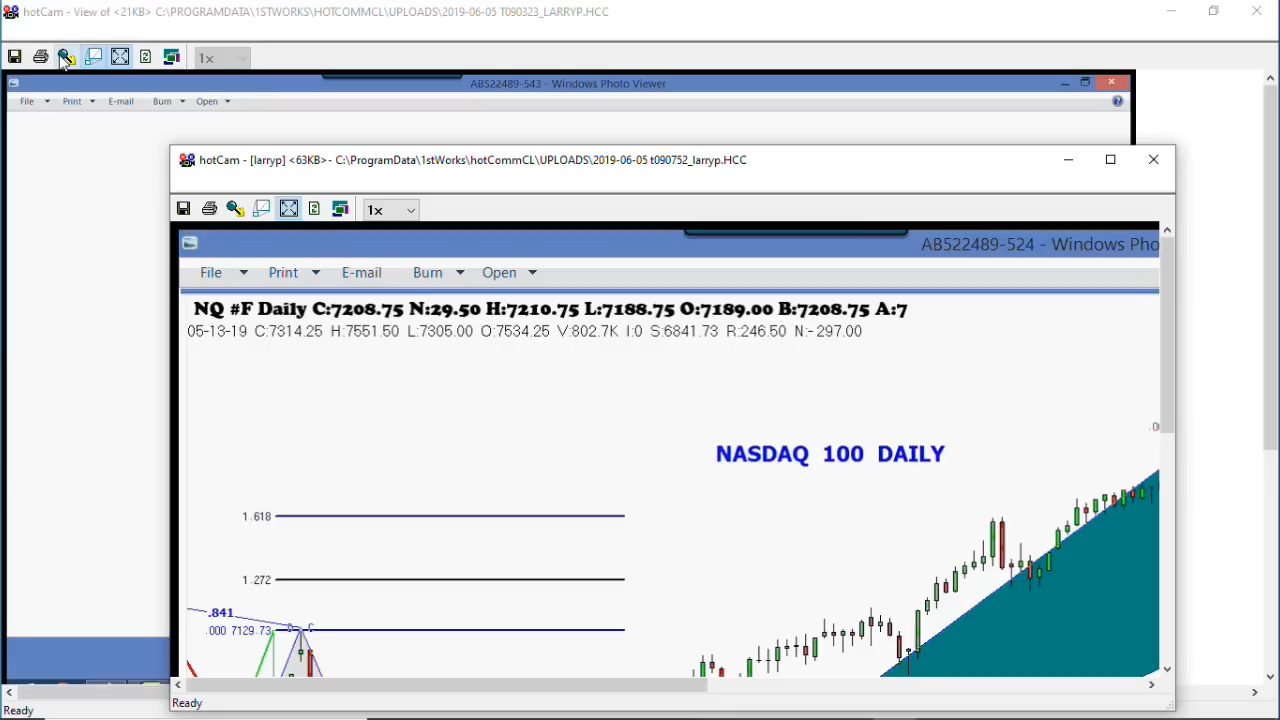 hotCam - View of <21KB> C:\PROGRAMDATA\1STWORKS\HOTCOMMCL\UPLOADS\2019-06-05 T090323_LARRYP.HCC
1x
AB522489-543 - Windows Photo Viewer
File Print E-mail Burn Open
hotCam - [larryp] <63KB> - C:\ProgramData\1stWorks\hotCommCL\UPLOADS\2019-06-05 t090752_larryp.HCC
1x
AB522489-524 - Windows Pho
File Print E-mail Burn Open
NQ #F Daily C:7208.75 N:29.50 H:7210.75 L:7188.75 O:7189.00 B:7208.75 A:7
05-13-19 C:7314.25 H:7551.50 L:7305.00 O:7534.25 V:802.7K I:0 S:6841.73 R:246.50 N:-297.00
NASDAQ 100 DAILY
1.618
1.272
.841
.000 7129.73
Ready
Ready